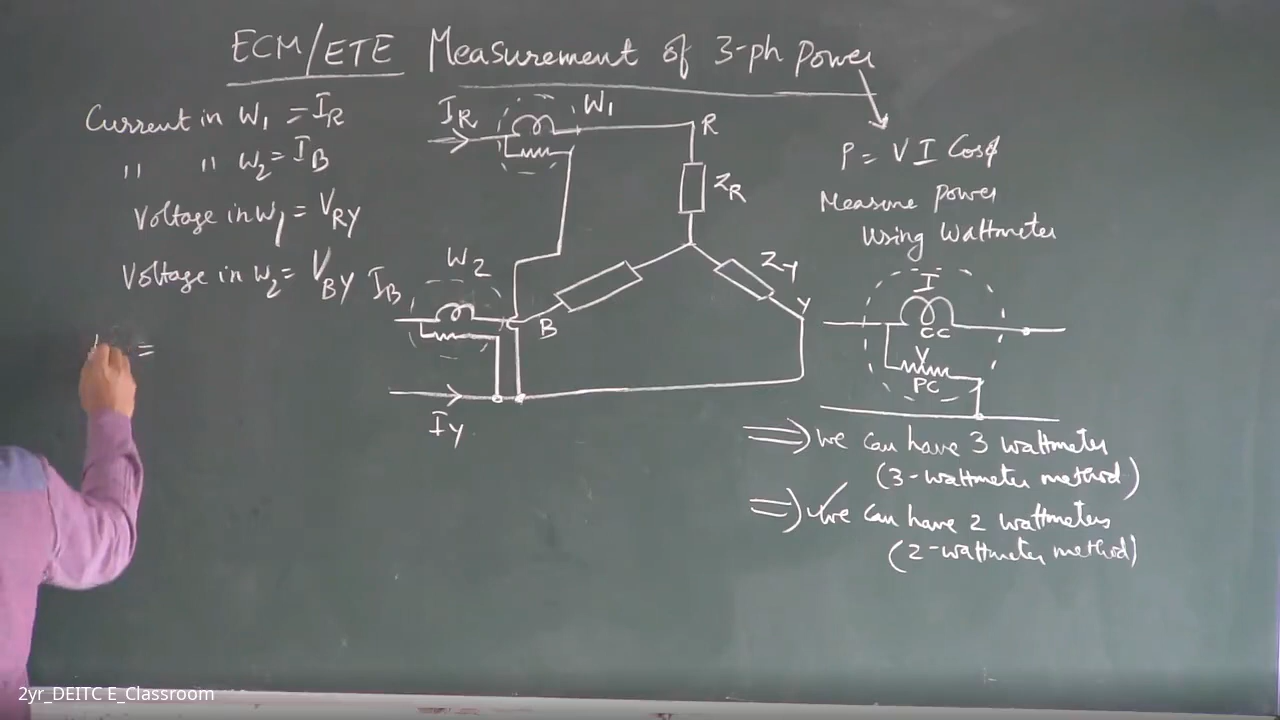 ECM/ETE Measurement of 3-ph power
Current in W1 = IR
" " W2 = IB
Voltage in W1 = VRY
Voltage in W2 = VBY
=
IR
W1
R
ZR
W2
IB
B
ZY
Y
IY
P = VI Cosϕ
Measure power
Using Wattmeter
I
CC
V
PC
⇒ we can have 3 wattmeter
(3-wattmeter method)
⇒ ✓we can have 2 wattmeters
(2-wattmeter method)
2yr_DEITC E_Classroom